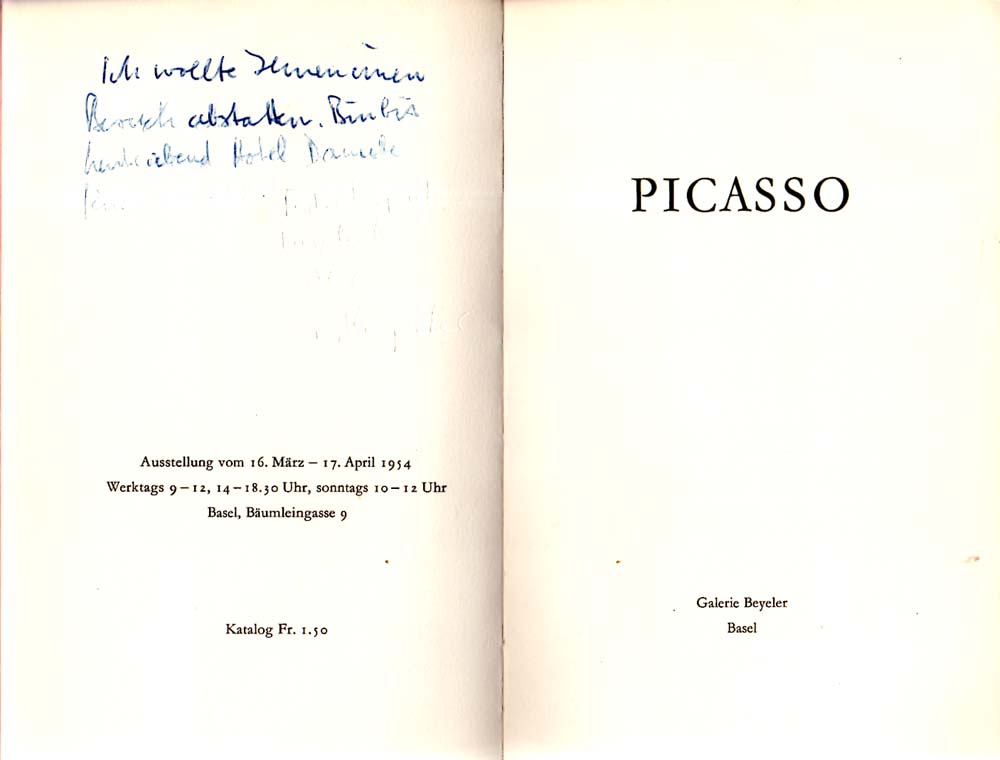 Ich wollte Ihnen einen
Besuch abstatten. Bin bis
heute abend Hotel
Ausstellung vom 16. März – 17. April 1954
Werktags 9 – 12, 14 – 18.30 Uhr, sonntags 10 – 12 Uhr
Basel, Bäumleingasse 9
Katalog Fr. 1.50
PICASSO
Galerie Beyeler
Basel